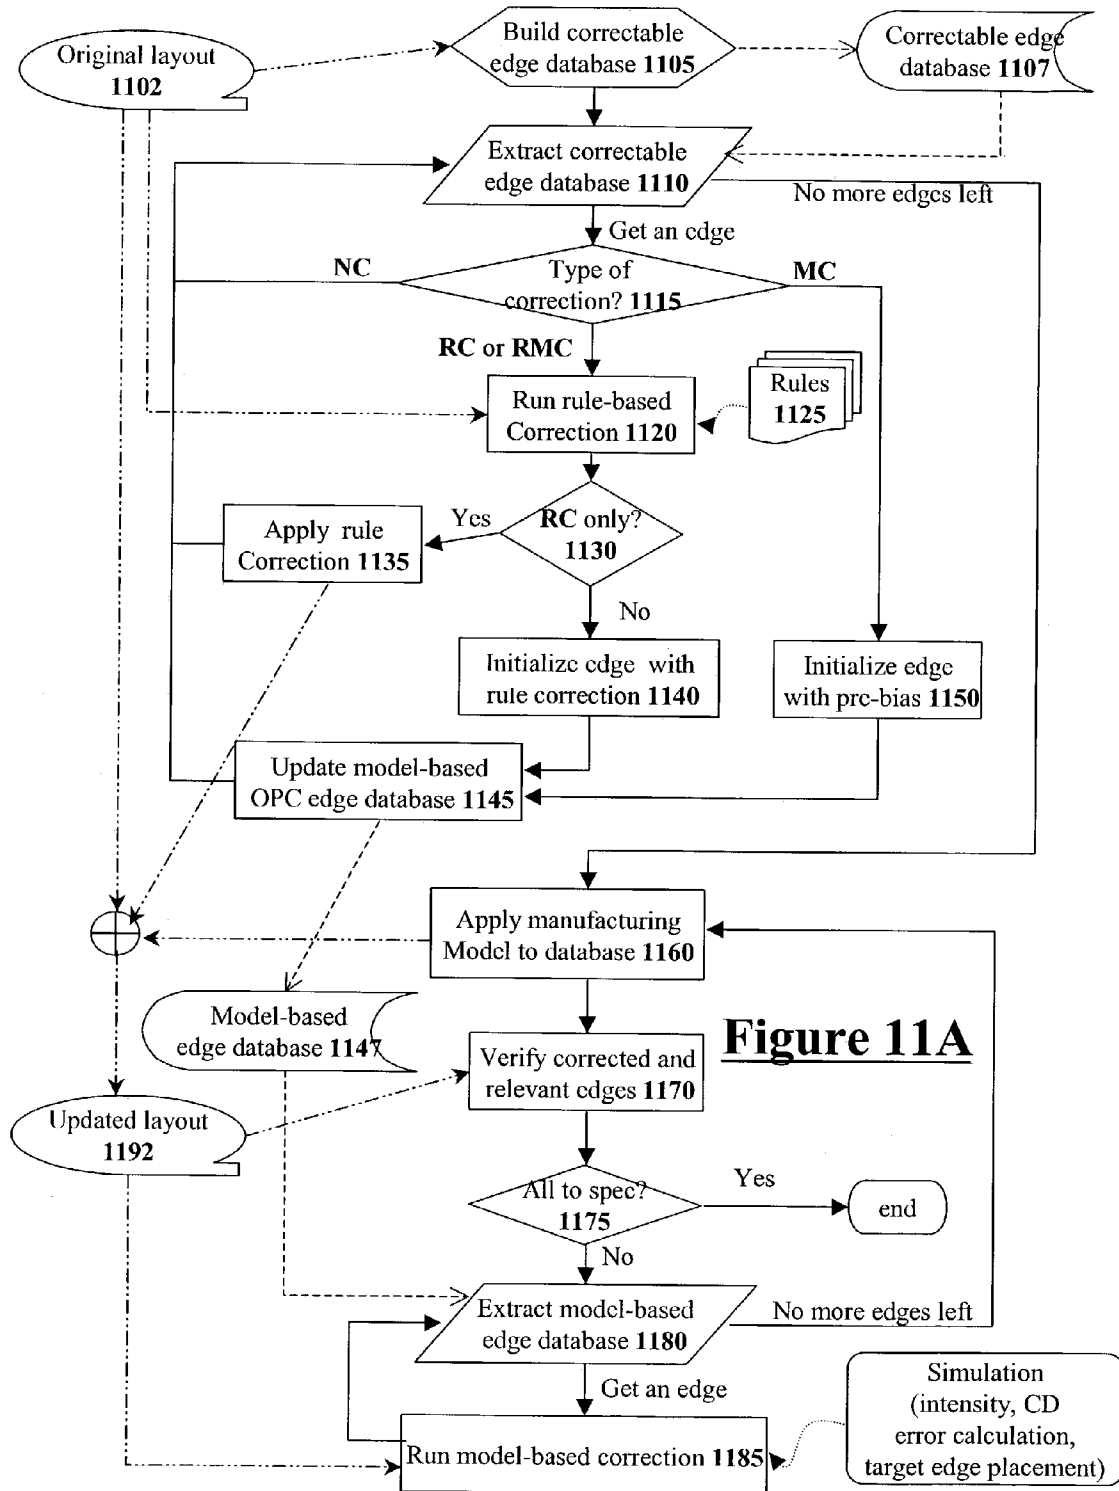 Original layout
1102
Build correctable
edge database 1105
Correctable edge
database 1107
Extract correctable
edge database 1110
No more edges left
Get an edge
NC
Type of
correction? 1115
MC
RC or RMC
Run rule-based
Correction 1120
Rules
1125
Apply rule
Correction 1135
Yes
RC only?
1130
No
Initialize edge with
rule correction 1140
Initialize edge
with pre-bias 1150
Update model-based
OPC edge database 1145
Apply manufacturing
Model to database 1160
Model-based
edge database 1147
Verify corrected and
relevant edges 1170
Figure 11A
Updated layout
1192
All to spec?
1175
Yes
end
No
Extract model-based
edge database 1180
No more edges left
Get an edge
Run model-based correction 1185
Simulation
(intensity, CD
error calculation,
target edge placement)